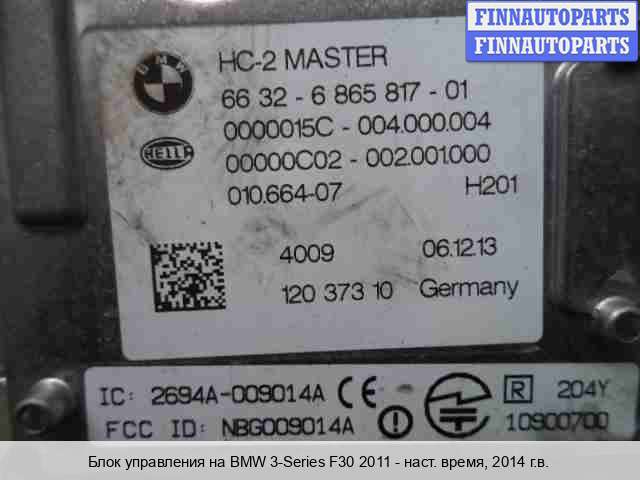 FINNAUTOPARTS
FINNAUTOPARTS
BMW
HC-2 MASTER
66 32 - 6 865 817 - 01
0000015C - 004.000.004
HELLA
00000C02 - 002.001.000
010.664-07 H201
4009 06.12.13
120 373 10 Germany
IC: 2694A-009014A CE R 204Y
FCC ID: NBG009014A 10900700
Блок управления на BMW 3-Series F30 2011 - наст. время, 2014 г.в.